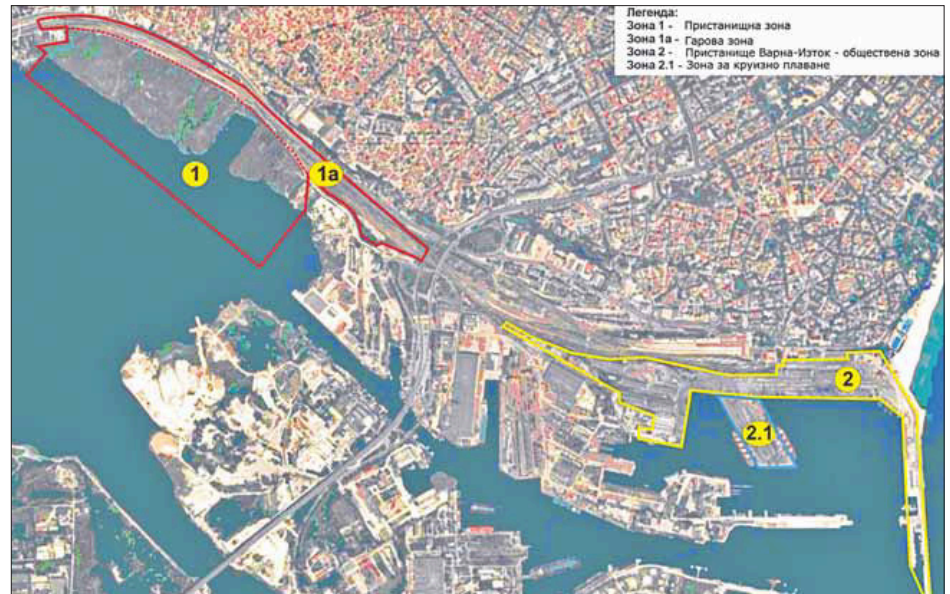 Легенда:
Зона 1 - Пристанищна зона
Зона 1а - Гарова зона
Зона 2 - Пристанище Варна-Изток - обществена зона
Зона 2.1 - Зона за круизно плаване
1
1а
2
2.1